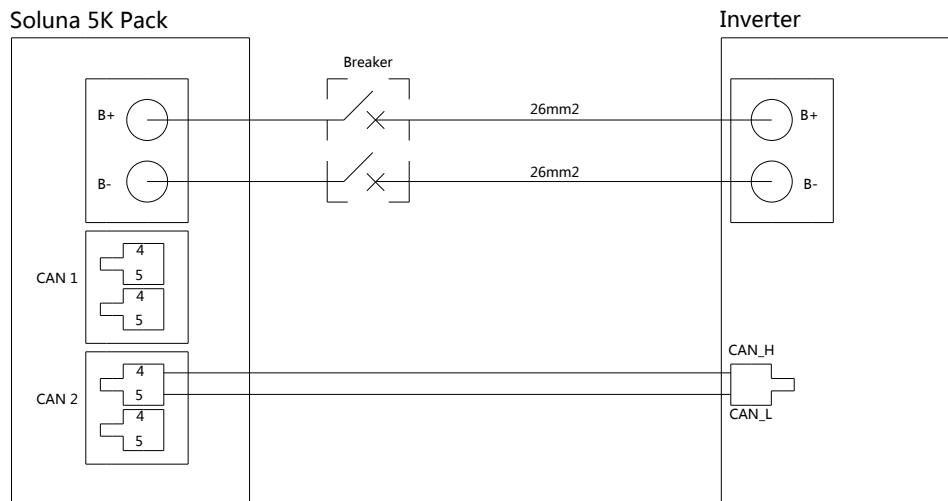 Soluna 5K Pack
Inverter
Breaker
B+
26mm2
B+
B-
26mm2
B-
CAN 1
4
5
4
5
CAN 2
4
5
4
5
CAN_H
CAN_L